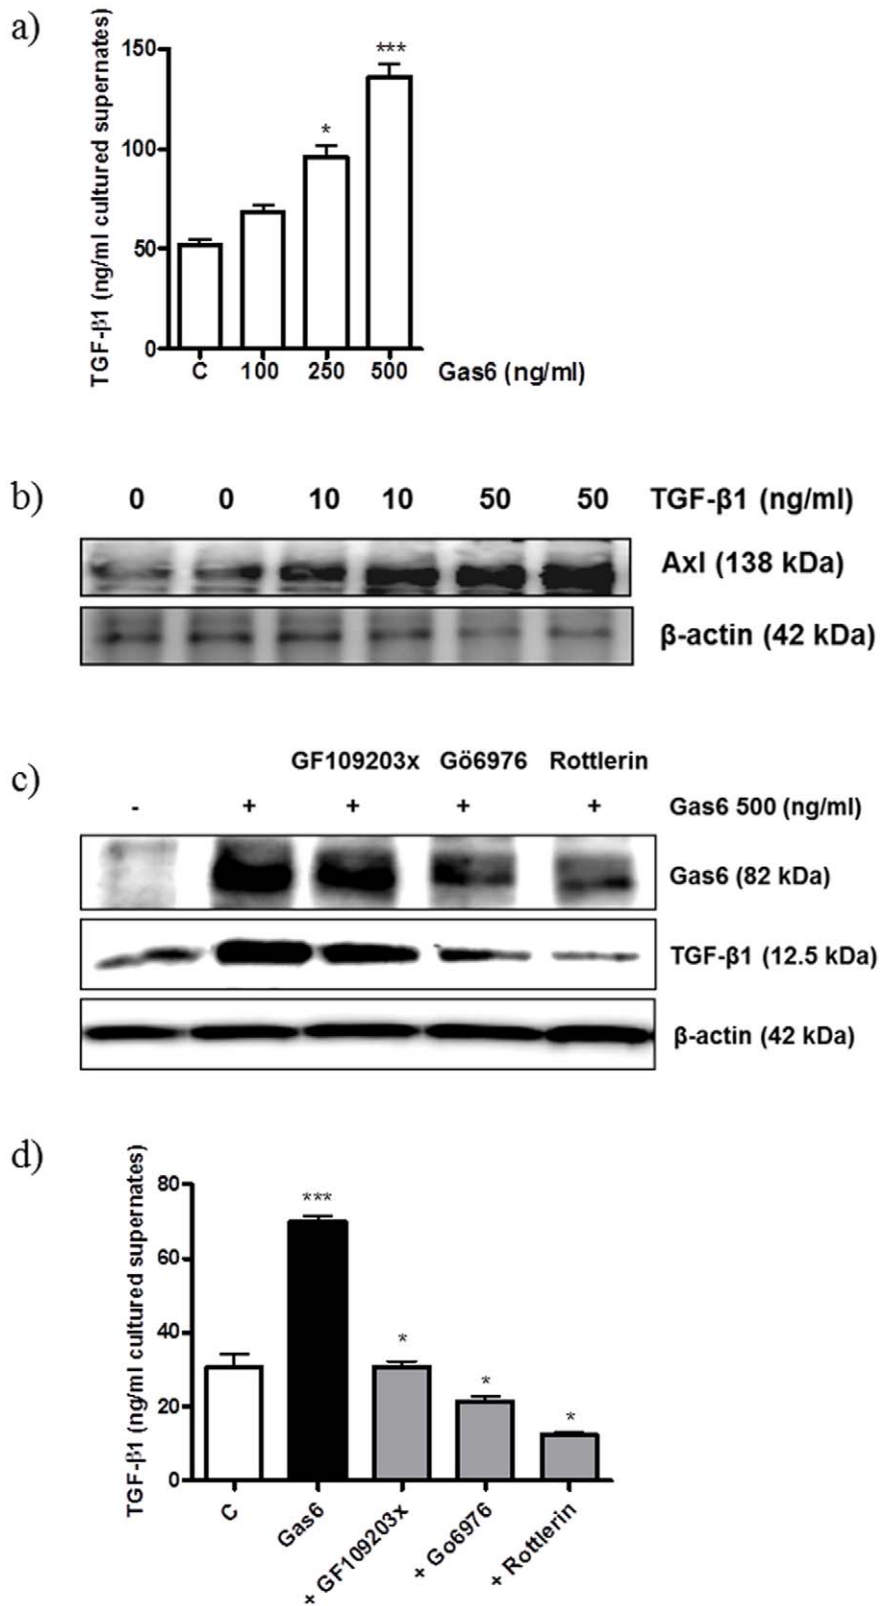 a)
TGF-β1 (ng/ml cultured supernates)
150
100
50
0
*
***
C 100 250 500 Gas6 (ng/ml)
b)
0 0 10 10 50 50 TGF-β1 (ng/ml)
Axl (138 kDa)
β-actin (42 kDa)
c)
GF109203x Gö6976 Rottlerin
- + + + + Gas6 500 (ng/ml)
Gas6 (82 kDa)
TGF-β1 (12.5 kDa)
β-actin (42 kDa)
d)
TGF-β1 (ng/ml cultured supernates)
80
60
40
20
0
***
*
*
*
C
Gas6
+ GF109203x
+ Go6976
+ Rottlerin